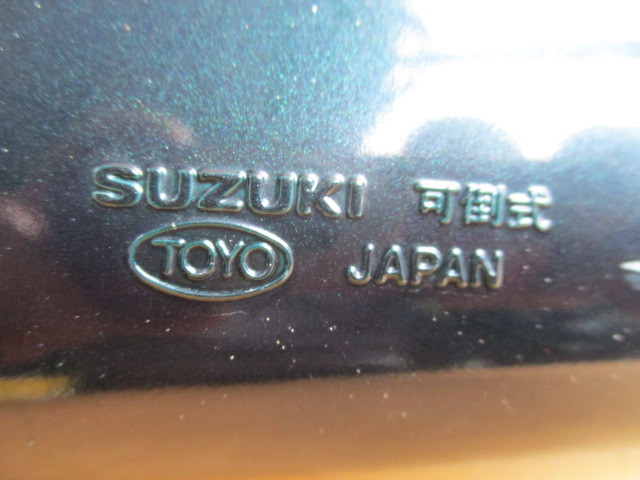 SUZUKI 可倒式
TOYO JAPAN